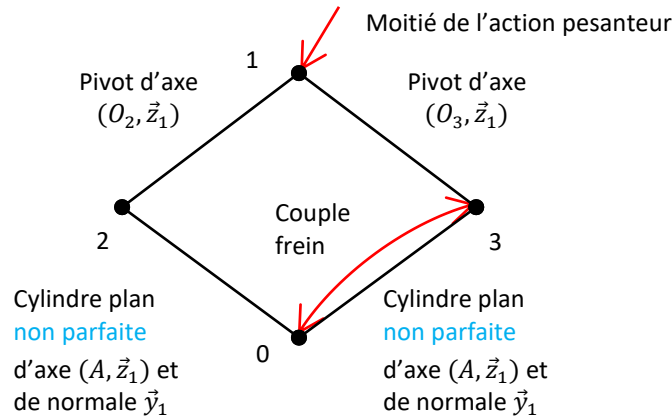 Moitié de l’action pesanteur
1
Pivot d’axe
(O₂, z⃗₁)
Pivot d’axe
(O₃, z⃗₁)
2
Couple
frein
3
Cylindre plan
non parfaite
d’axe (A, z⃗₁) et
de normale y⃗₁
0
Cylindre plan
non parfaite
d’axe (A, z⃗₁) et
de normale y⃗₁